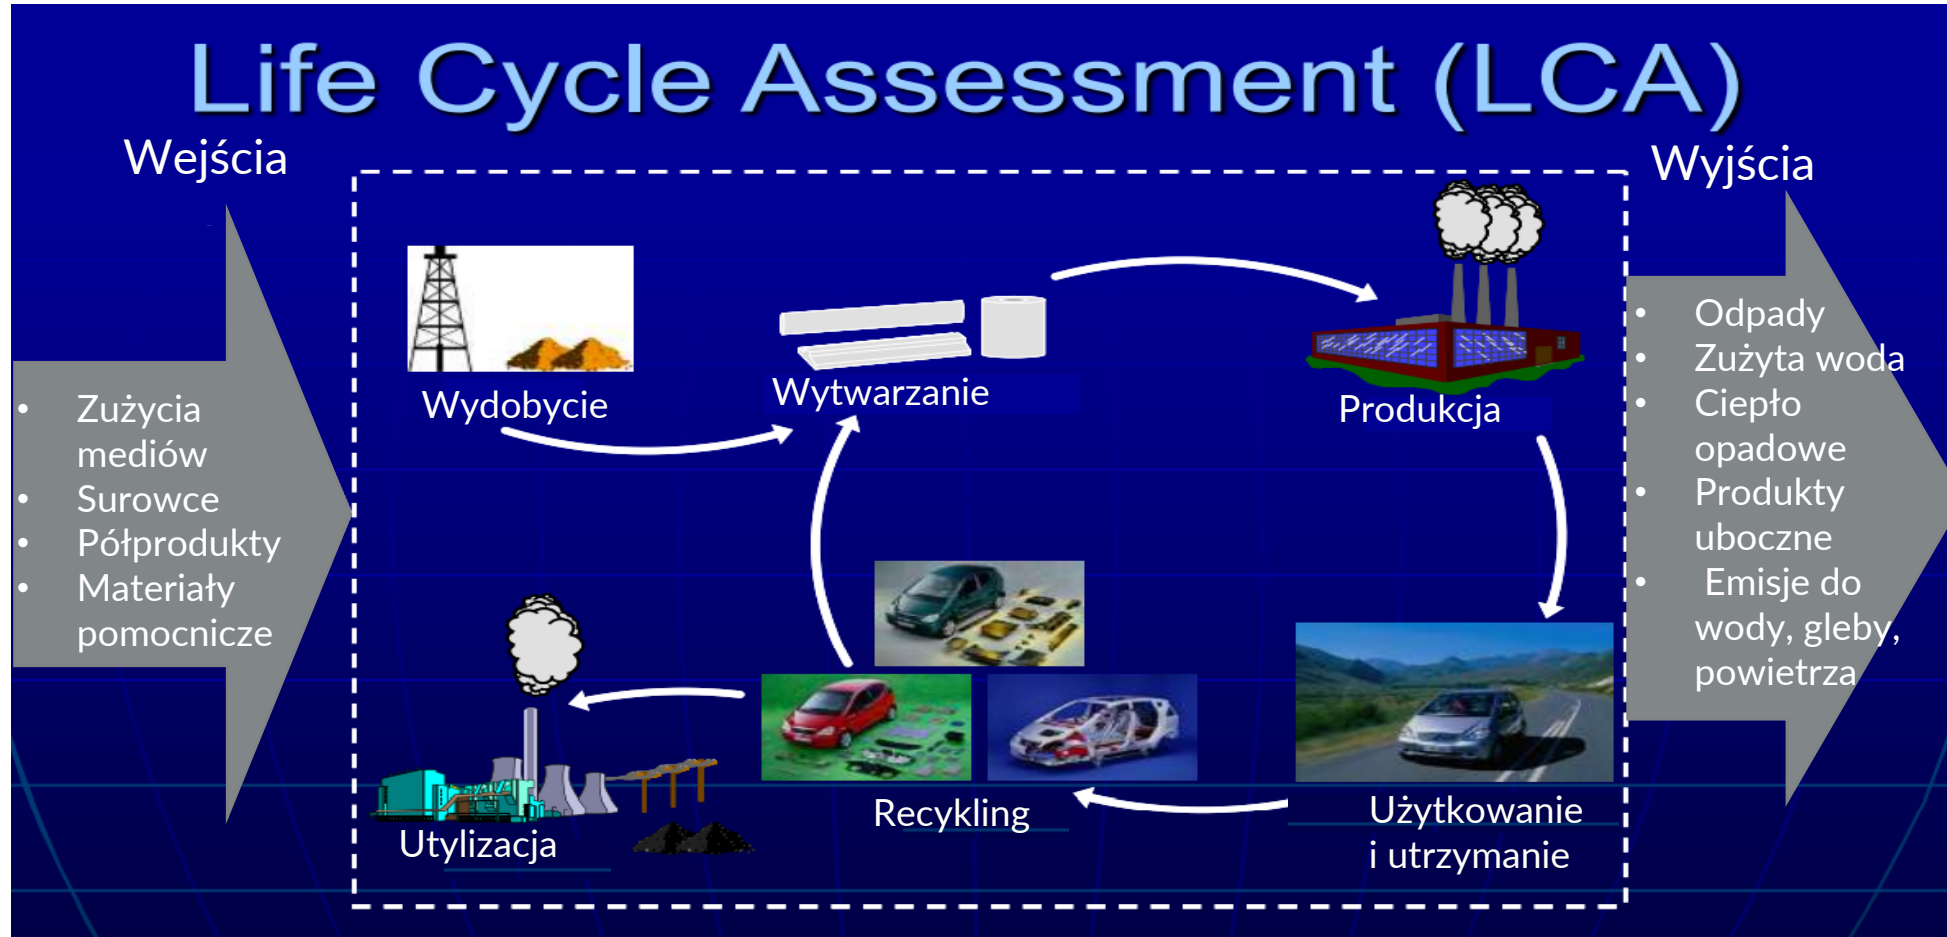 Life Cycle Assessment (LCA)
Wejścia
• Zużycia
mediów
• Surowce
• Półprodukty
• Materiały
pomocnicze
Wydobycie
Wytwarzanie
Produkcja
Utylizacja
Recykling
Użytkowanie
i utrzymanie
Wyjścia
• Odpady
• Zużyta woda
• Ciepło
opadowe
• Produkty
uboczne
• Emisje do
wody, gleby,
powietrza